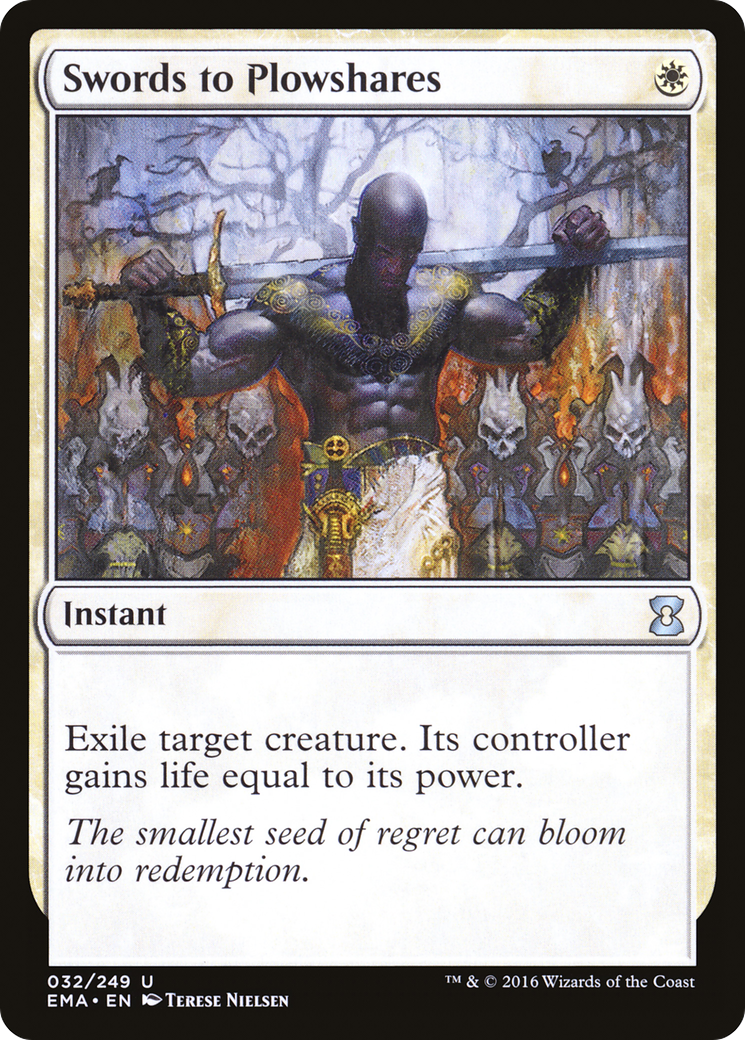 Swords to Plowshares
Instant
Exile target creature. Its controller
gains life equal to its power.
The smallest seed of regret can bloom
into redemption.
032/249 U
™ & © 2016 Wizards of the Coast
EMA • EN Terese Nielsen